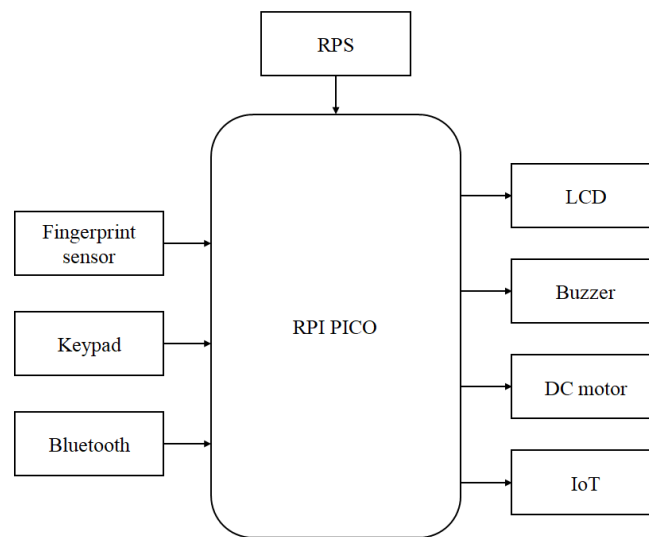 RPS
LCD
Fingerprint
sensor
Buzzer
RPI PICO
Keypad
DC motor
Bluetooth
IoT